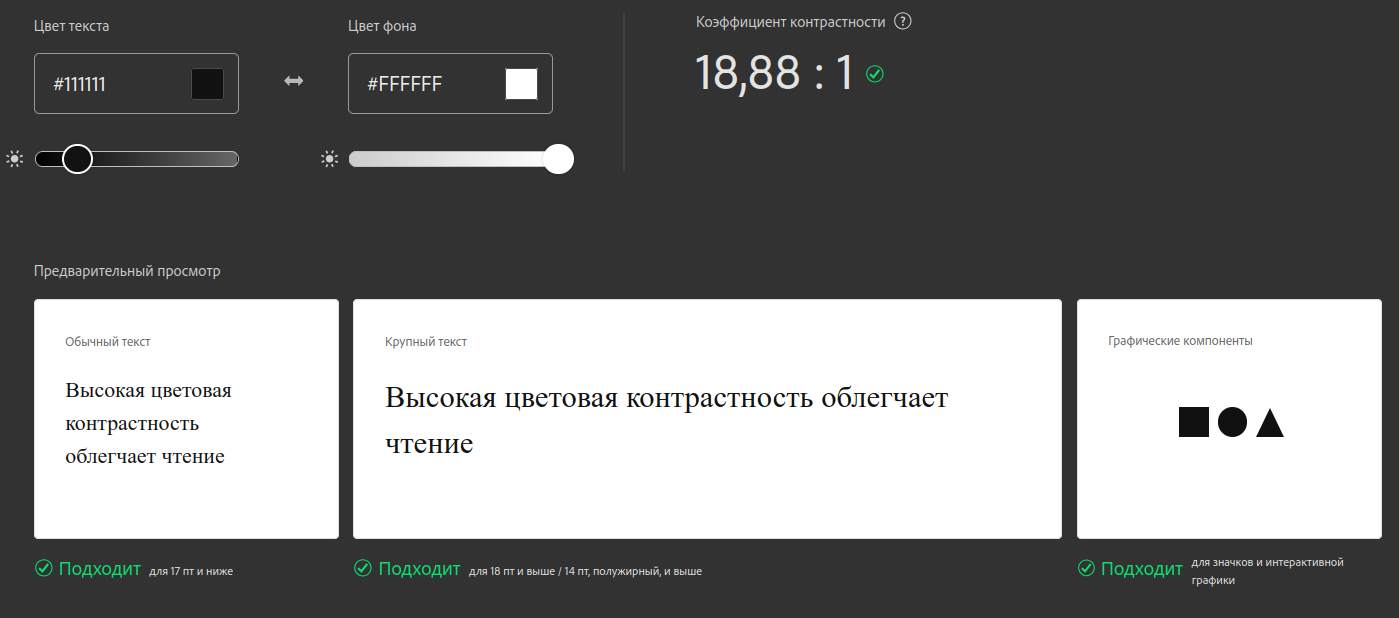 Цвет текста
Цвет фона
Коэффициент контрастности ?
#111111
#FFFFFF
18,88 : 1
Предварительный просмотр
Обычный текст
Высокая цветовая
контрастность
облегчает чтение
Крупный текст
Высокая цветовая контрастность облегчает
чтение
Графические компоненты
Подходит для 17 пт и ниже
Подходит для 18 пт и выше / 14 пт, полужирный, и выше
Подходит для значков и интерактивной
графики